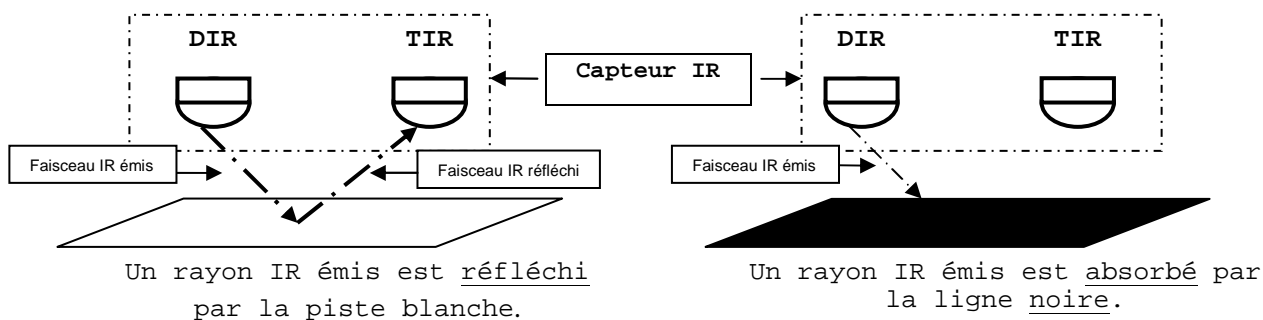 DIR TIR
Capteur IR
DIR TIR
Faisceau IR émis
Faisceau IR réfléchi
Faisceau IR émis
Un rayon IR émis est réfléchi
par la piste blanche.
Un rayon IR émis est absorbé par
la ligne noire.